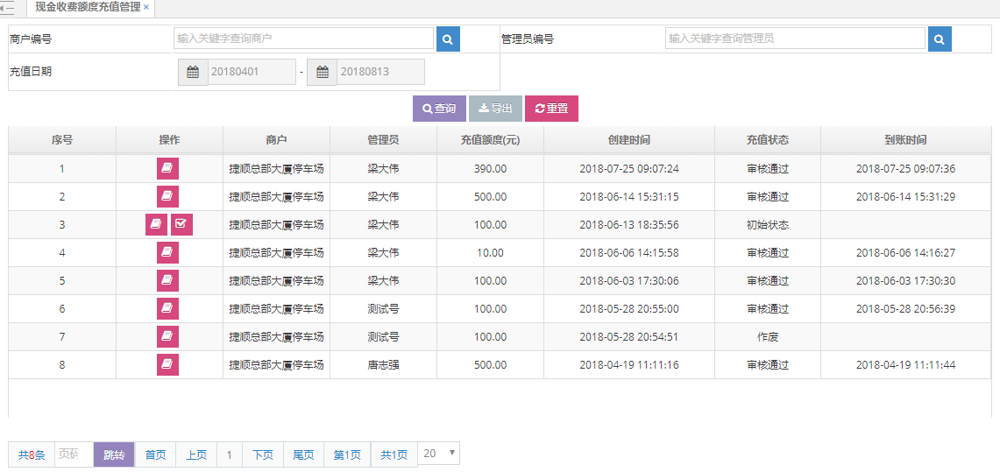 现金收费额度充值管理 ×
商户编号 输入关键字查询商户 管理员编号 输入关键字查询管理员
充值日期 20180401 - 20180813
查询 导出 重置
序号 操作 商户 管理员 充值额度(元) 创建时间 充值状态 到账时间
1 捷顺总部大厦停车场 梁大伟 390.00 2018-07-25 09:07:24 审核通过 2018-07-25 09:07:36
2 捷顺总部大厦停车场 梁大伟 500.00 2018-06-14 15:31:15 审核通过 2018-06-14 15:31:29
3 捷顺总部大厦停车场 梁大伟 100.00 2018-06-13 18:35:56 初始状态
4 捷顺总部大厦停车场 梁大伟 10.00 2018-06-06 14:15:58 审核通过 2018-06-06 14:16:27
5 捷顺总部大厦停车场 梁大伟 100.00 2018-06-03 17:30:06 审核通过 2018-06-03 17:30:30
6 捷顺总部大厦停车场 测试号 100.00 2018-05-28 20:55:00 审核通过 2018-05-28 20:56:39
7 捷顺总部大厦停车场 测试号 100.00 2018-05-28 20:54:51 作废
8 捷顺总部大厦停车场 唐志强 500.00 2018-04-19 11:11:16 审核通过 2018-04-19 11:11:44
共8条 页码 跳转 首页 上页 1 下页 尾页 第1页 共1页 20